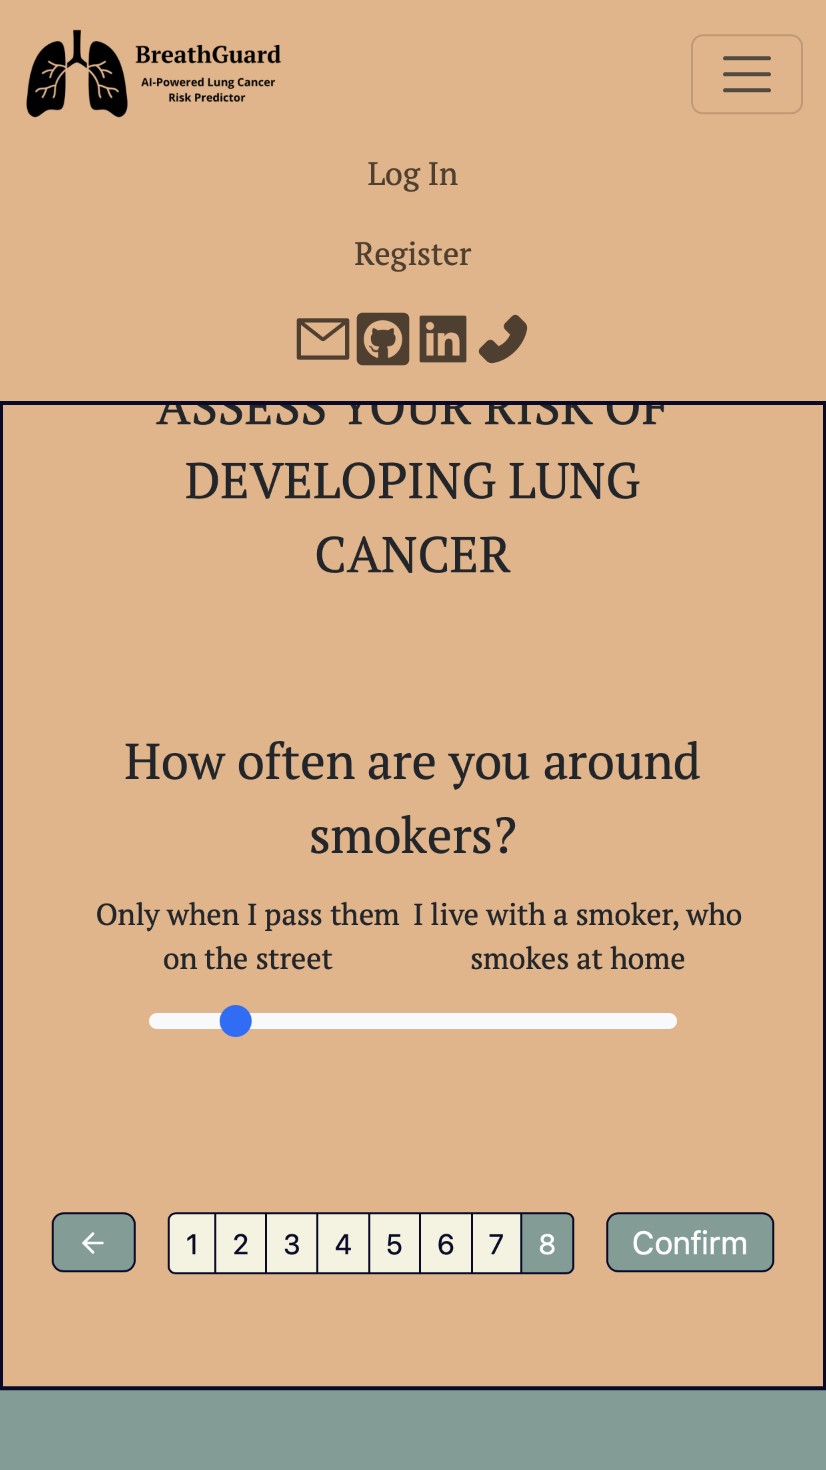 BreathGuard
AI-Powered Lung Cancer
Risk Predictor
Log In
Register
in
ASSESS YOUR RISK OF
DEVELOPING LUNG
CANCER
How often are you around
smokers?
Only when I pass them
on the street
I live with a smoker, who
smokes at home
1 2 3 4 5 6 7 8
Confirm